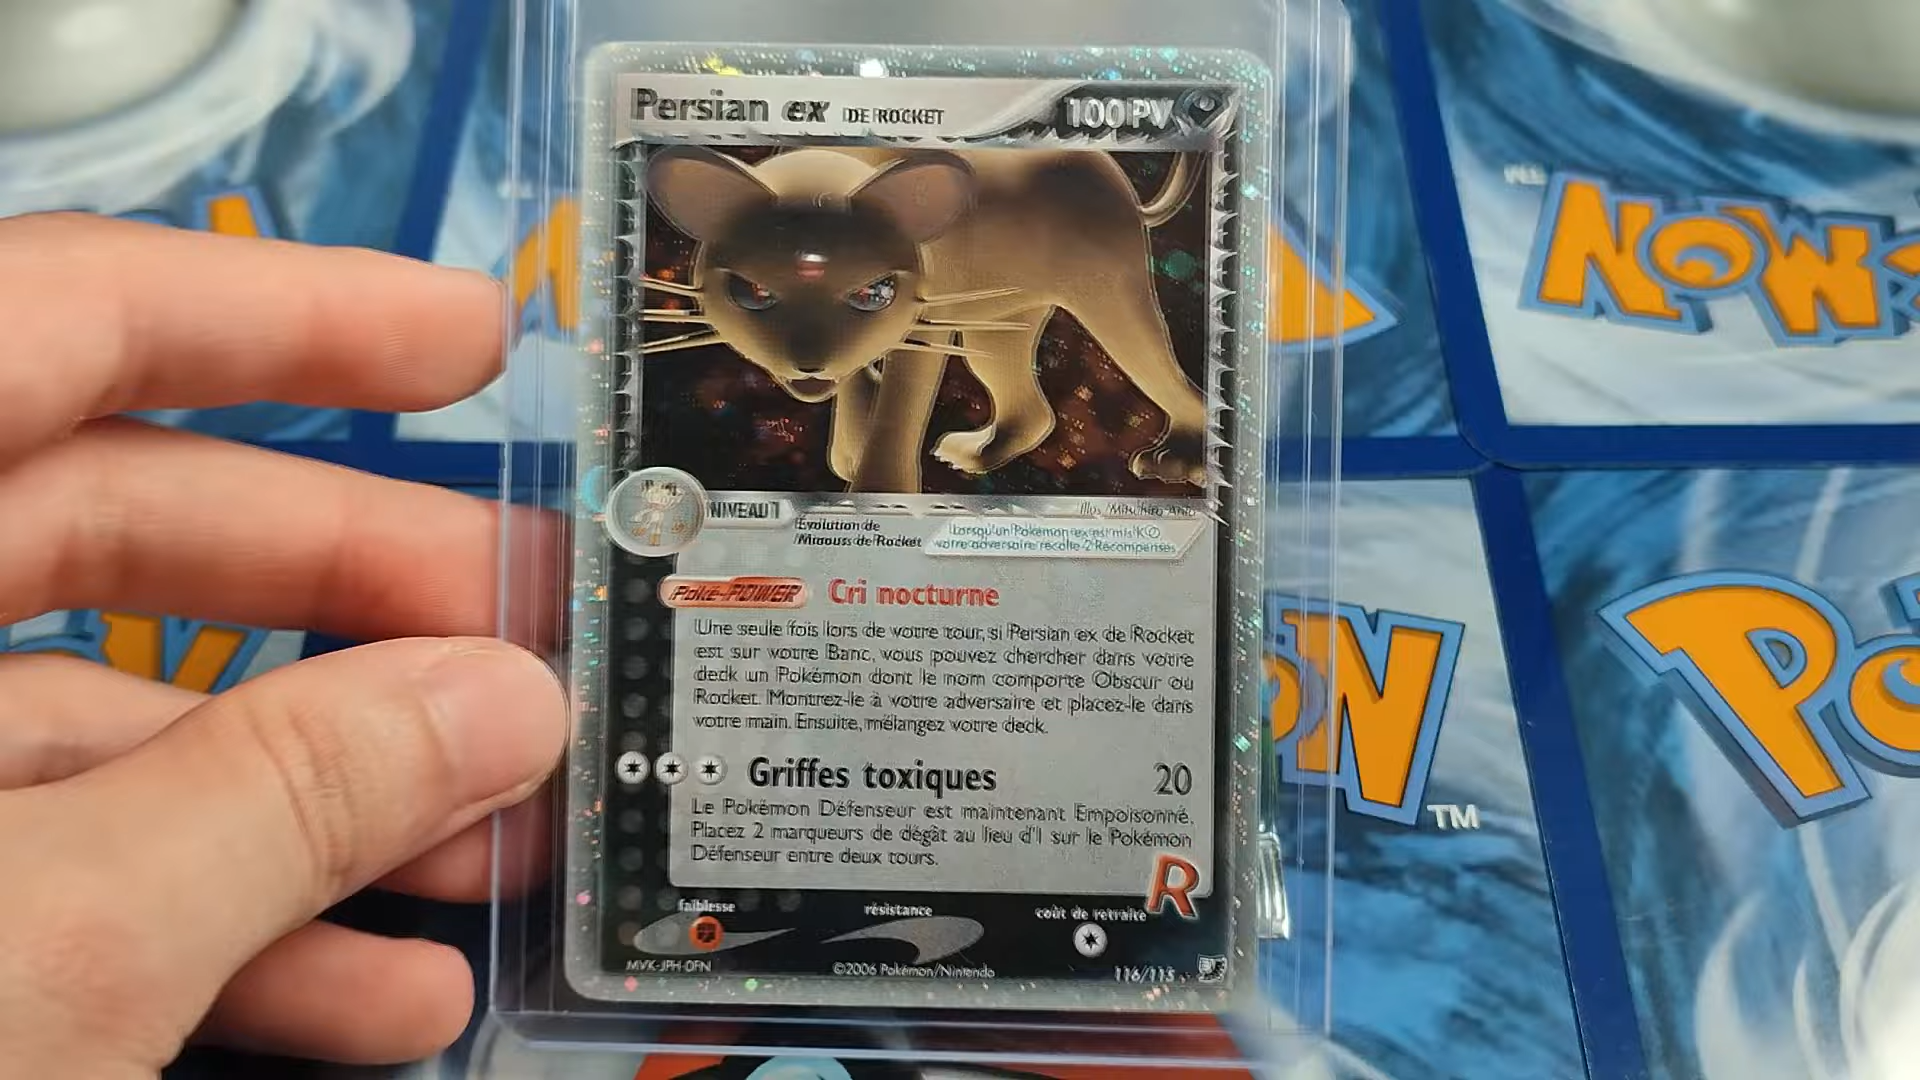 Persian ex DE ROCKET 100 PV
NIVEAU 1
Évolution de
Miaouss de Rocket
Illus. Mitsuhiro Arita
Lorsqu'un Pokémon-ex est mis K.O.
votre adversaire récolte 2 Récompenses
Poké-POWER Cri nocturne
Une seule fois lors de votre tour, si Persian ex de Rocket
est sur votre Banc, vous pouvez chercher dans votre
deck un Pokémon dont le nom comporte Obscur ou
Rocket. Montrez-le à votre adversaire et placez-le dans
votre main. Ensuite, mélangez votre deck.
Griffes toxiques 20
Le Pokémon Défenseur est maintenant Empoisonné.
Placez 2 marqueurs de dégât au lieu d'1 sur le Pokémon
Défenseur entre deux tours.
R
faiblesse résistance coût de retraite
MVK-JPH-0FN ©2006 Pokémon/Nintendo 116/115
TM